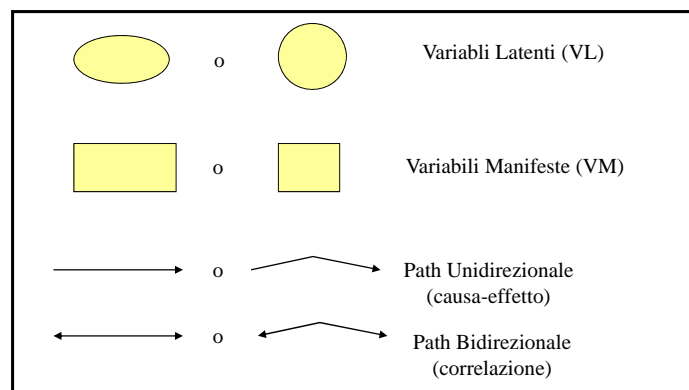 o Variabli Latenti (VL)
o Variabili Manifeste (VM)
o Path Unidirezionale
(causa-effetto)
o Path Bidirezionale
(correlazione)